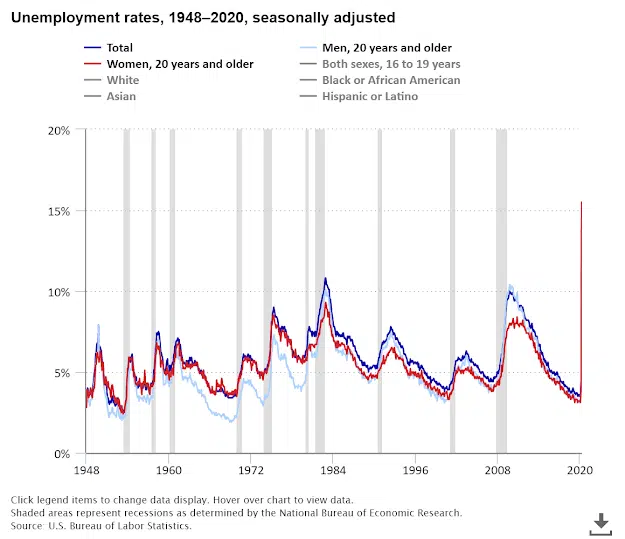 Unemployment rates, 1948–2020, seasonally adjusted
Total
Men, 20 years and older
Women, 20 years and older
Both sexes, 16 to 19 years
White
Black or African American
Asian
Hispanic or Latino
20%
15%
10%
5%
0%
1948 1960 1972 1984 1996 2008 2020
Click legend items to change data display. Hover over chart to view data.
Shaded areas represent recessions as determined by the National Bureau of Economic Research.
Source: U.S. Bureau of Labor Statistics.